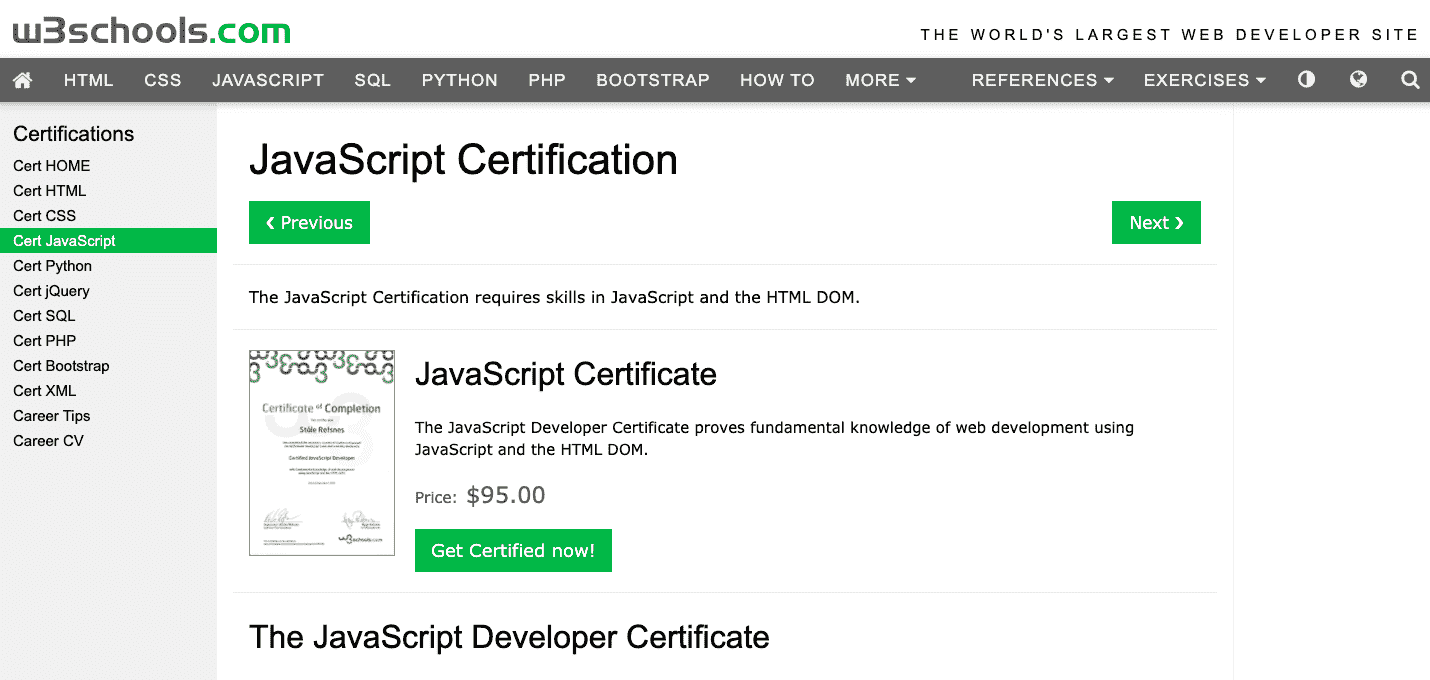 w3schools.com
THE WORLD'S LARGEST WEB DEVELOPER SITE
HTML CSS JAVASCRIPT SQL PYTHON PHP BOOTSTRAP HOW TO MORE REFERENCES EXERCISES
Certifications
Cert HOME
Cert HTML
Cert CSS
Cert JavaScript
Cert Python
Cert jQuery
Cert SQL
Cert PHP
Cert Bootstrap
Cert XML
Career Tips
Career CV
JavaScript Certification
❮ Previous
Next ❯
The JavaScript Certification requires skills in JavaScript and the HTML DOM.
Certificate of Completion
Ståle Refsnes
Certified JavaScript Developer
w3schools.com
JavaScript Certificate
The JavaScript Developer Certificate proves fundamental knowledge of web development using
JavaScript and the HTML DOM.
Price: $95.00
Get Certified now!
The JavaScript Developer Certificate